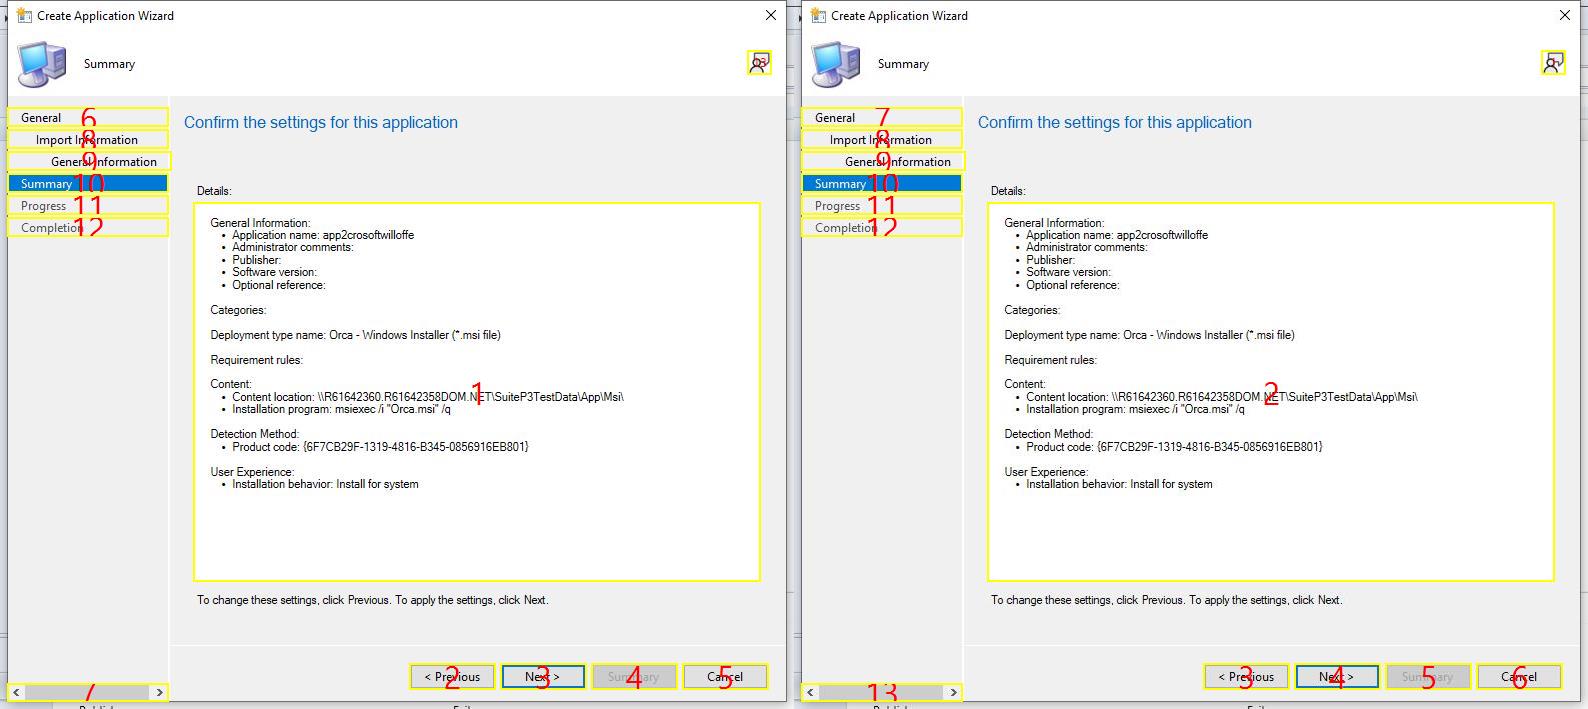 Create Application Wizard
Summary
13
General 6
Import Information 8
General Information 9
Summary 10
Progress 11
Completion 12
7
Confirm the settings for this application
Details:
General Information:
• Application name: app2crosoftwilloffe
• Administrator comments:
• Publisher:
• Software version:
• Optional reference:
Categories:
Deployment type name: Orca - Windows Installer (*.msi file)
Requirement rules:
Content:
• Content location: \\R61642360.R61642358DOM.NET\SuiteP3TestData\App\Msi\
• Installation program: msiexec /i "Orca.msi" /q
1
Detection Method:
• Product code: {6F7CB29F-1319-4816-B345-0856916EB801}
User Experience:
• Installation behavior: Install for system
To change these settings, click Previous. To apply the settings, click Next.
< Previous 2
Next > 3
Summary 4
Cancel 5
Create Application Wizard
Summary
General 7
Import Information 8
General Information 9
Summary 10
Progress 11
Completion 12
13
Confirm the settings for this application
Details:
General Information:
• Application name: app2crosoftwilloffe
• Administrator comments:
• Publisher:
• Software version:
• Optional reference:
Categories:
Deployment type name: Orca - Windows Installer (*.msi file)
Requirement rules:
Content:
• Content location: \\R61642360.R61642358DOM.NET\SuiteP3TestData\App\Msi\
• Installation program: msiexec /i "Orca.msi" /q
2
Detection Method:
• Product code: {6F7CB29F-1319-4816-B345-0856916EB801}
User Experience:
• Installation behavior: Install for system
To change these settings, click Previous. To apply the settings, click Next.
< Previous 3
Next > 4
Summary 5
Cancel 6